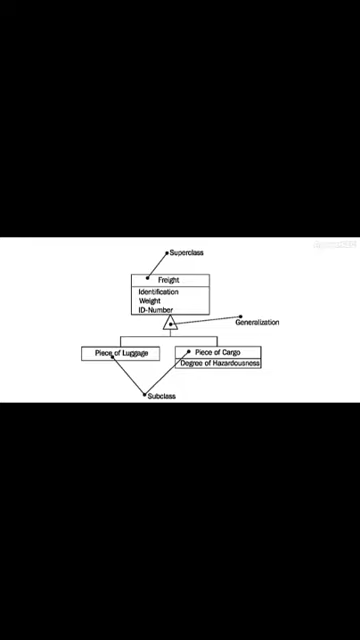 Superclass
Freight
Identification
Weight
ID-Number
Generalization
Piece of Luggage
Piece of Cargo
Degree of Hazardousness
Subclass